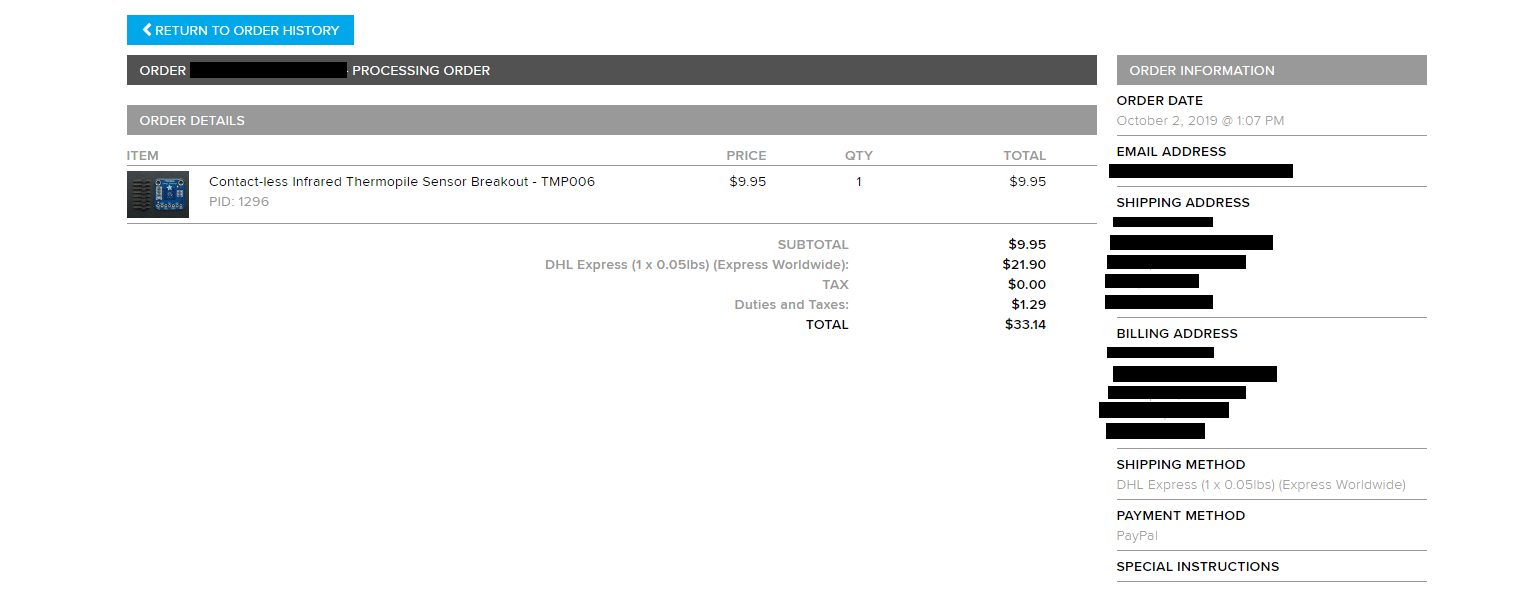 RETURN TO ORDER HISTORY
ORDER - PROCESSING ORDER
ORDER DETAILS
ITEM PRICE QTY TOTAL
Contact-less Infrared Thermopile Sensor Breakout - TMP006 $9.95 1 $9.95
PID: 1296
SUBTOTAL $9.95
DHL Express (1 x 0.05lbs) (Express Worldwide): $21.90
TAX $0.00
Duties and Taxes: $1.29
TOTAL $33.14
ORDER INFORMATION
ORDER DATE
October 2, 2019 @ 1:07 PM
EMAIL ADDRESS
SHIPPING ADDRESS
BILLING ADDRESS
SHIPPING METHOD
DHL Express (1 x 0.05lbs) (Express Worldwide)
PAYMENT METHOD
PayPal
SPECIAL INSTRUCTIONS